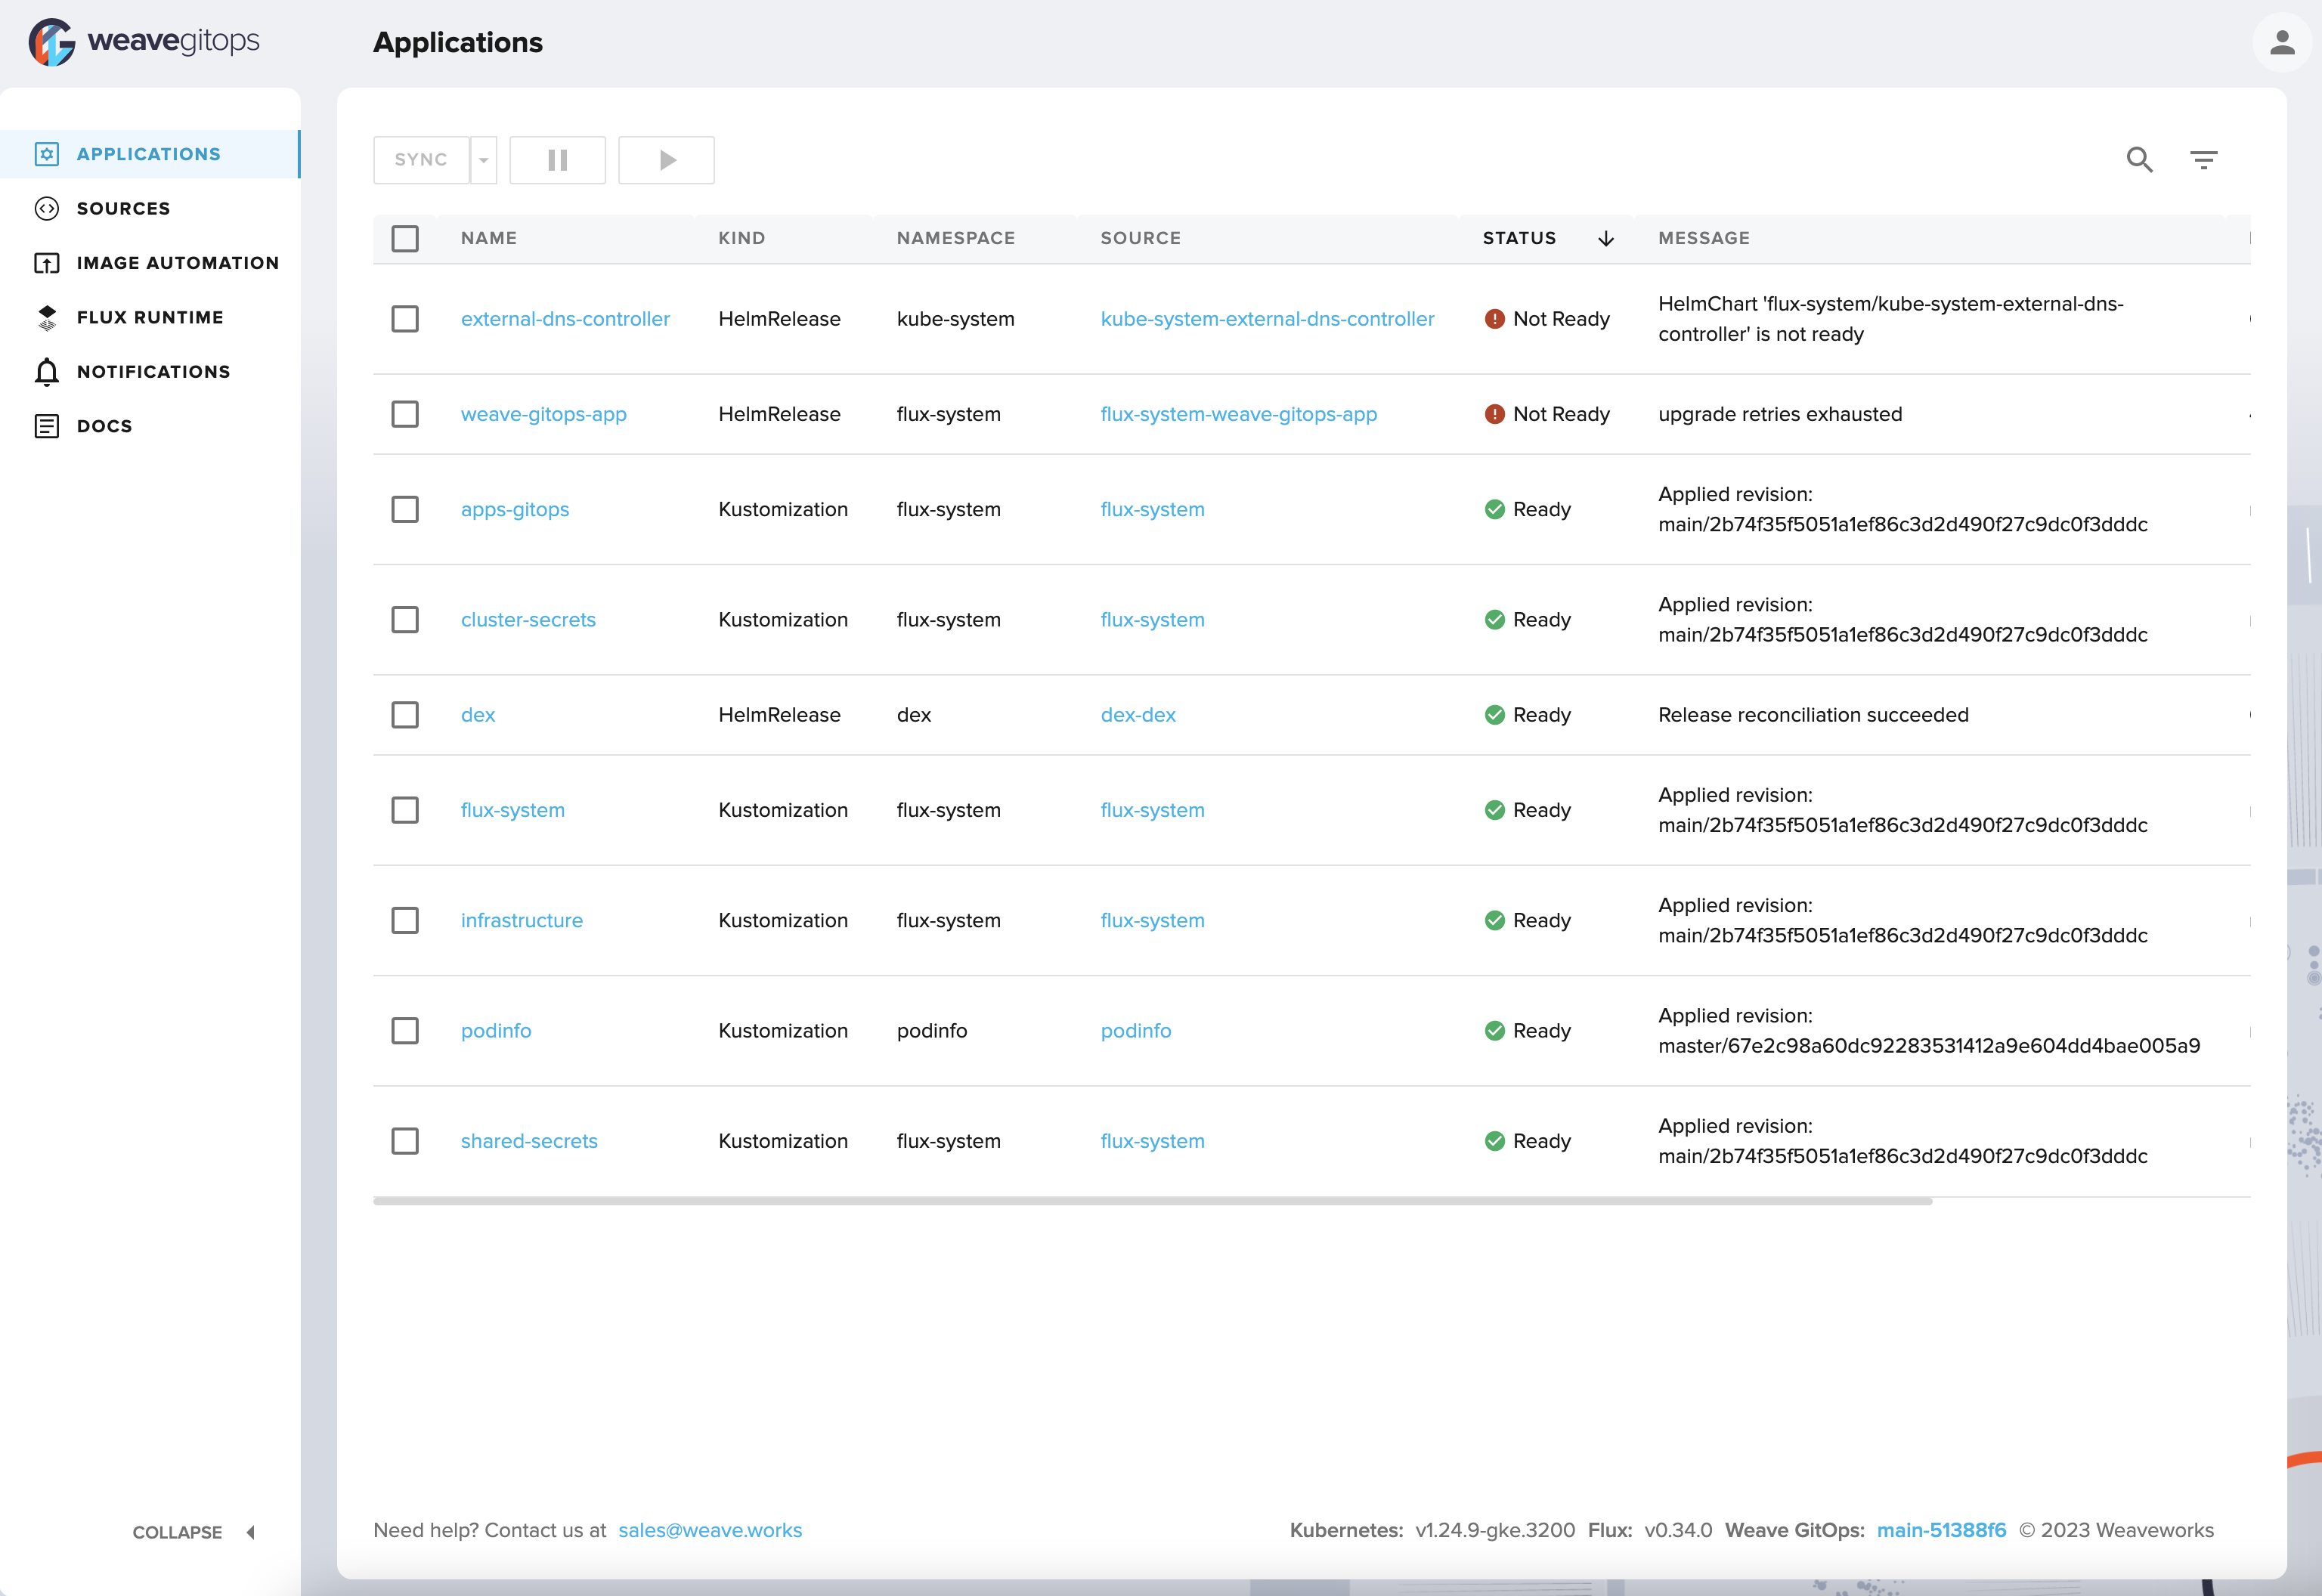 weavegitops
Applications
APPLICATIONS
SOURCES
IMAGE AUTOMATION
FLUX RUNTIME
NOTIFICATIONS
DOCS
COLLAPSE
SYNC
NAME KIND NAMESPACE SOURCE STATUS MESSAGE
external-dns-controller HelmRelease kube-system kube-system-external-dns-controller Not Ready HelmChart 'flux-system/kube-system-external-dns-
controller' is not ready
weave-gitops-app HelmRelease flux-system flux-system-weave-gitops-app Not Ready upgrade retries exhausted
apps-gitops Kustomization flux-system flux-system Ready Applied revision:
main/2b74f35f5051a1ef86c3d2d490f27c9dc0f3dddc
cluster-secrets Kustomization flux-system flux-system Ready Applied revision:
main/2b74f35f5051a1ef86c3d2d490f27c9dc0f3dddc
dex HelmRelease dex dex-dex Ready Release reconciliation succeeded
flux-system Kustomization flux-system flux-system Ready Applied revision:
main/2b74f35f5051a1ef86c3d2d490f27c9dc0f3dddc
infrastructure Kustomization flux-system flux-system Ready Applied revision:
main/2b74f35f5051a1ef86c3d2d490f27c9dc0f3dddc
podinfo Kustomization podinfo podinfo Ready Applied revision:
master/67e2c98a60dc92283531412a9e604dd4bae005a9
shared-secrets Kustomization flux-system flux-system Ready Applied revision:
main/2b74f35f5051a1ef86c3d2d490f27c9dc0f3dddc
Need help? Contact us at sales@weave.works
Kubernetes: v1.24.9-gke.3200 Flux: v0.34.0 Weave GitOps: main-51388f6 © 2023 Weaveworks